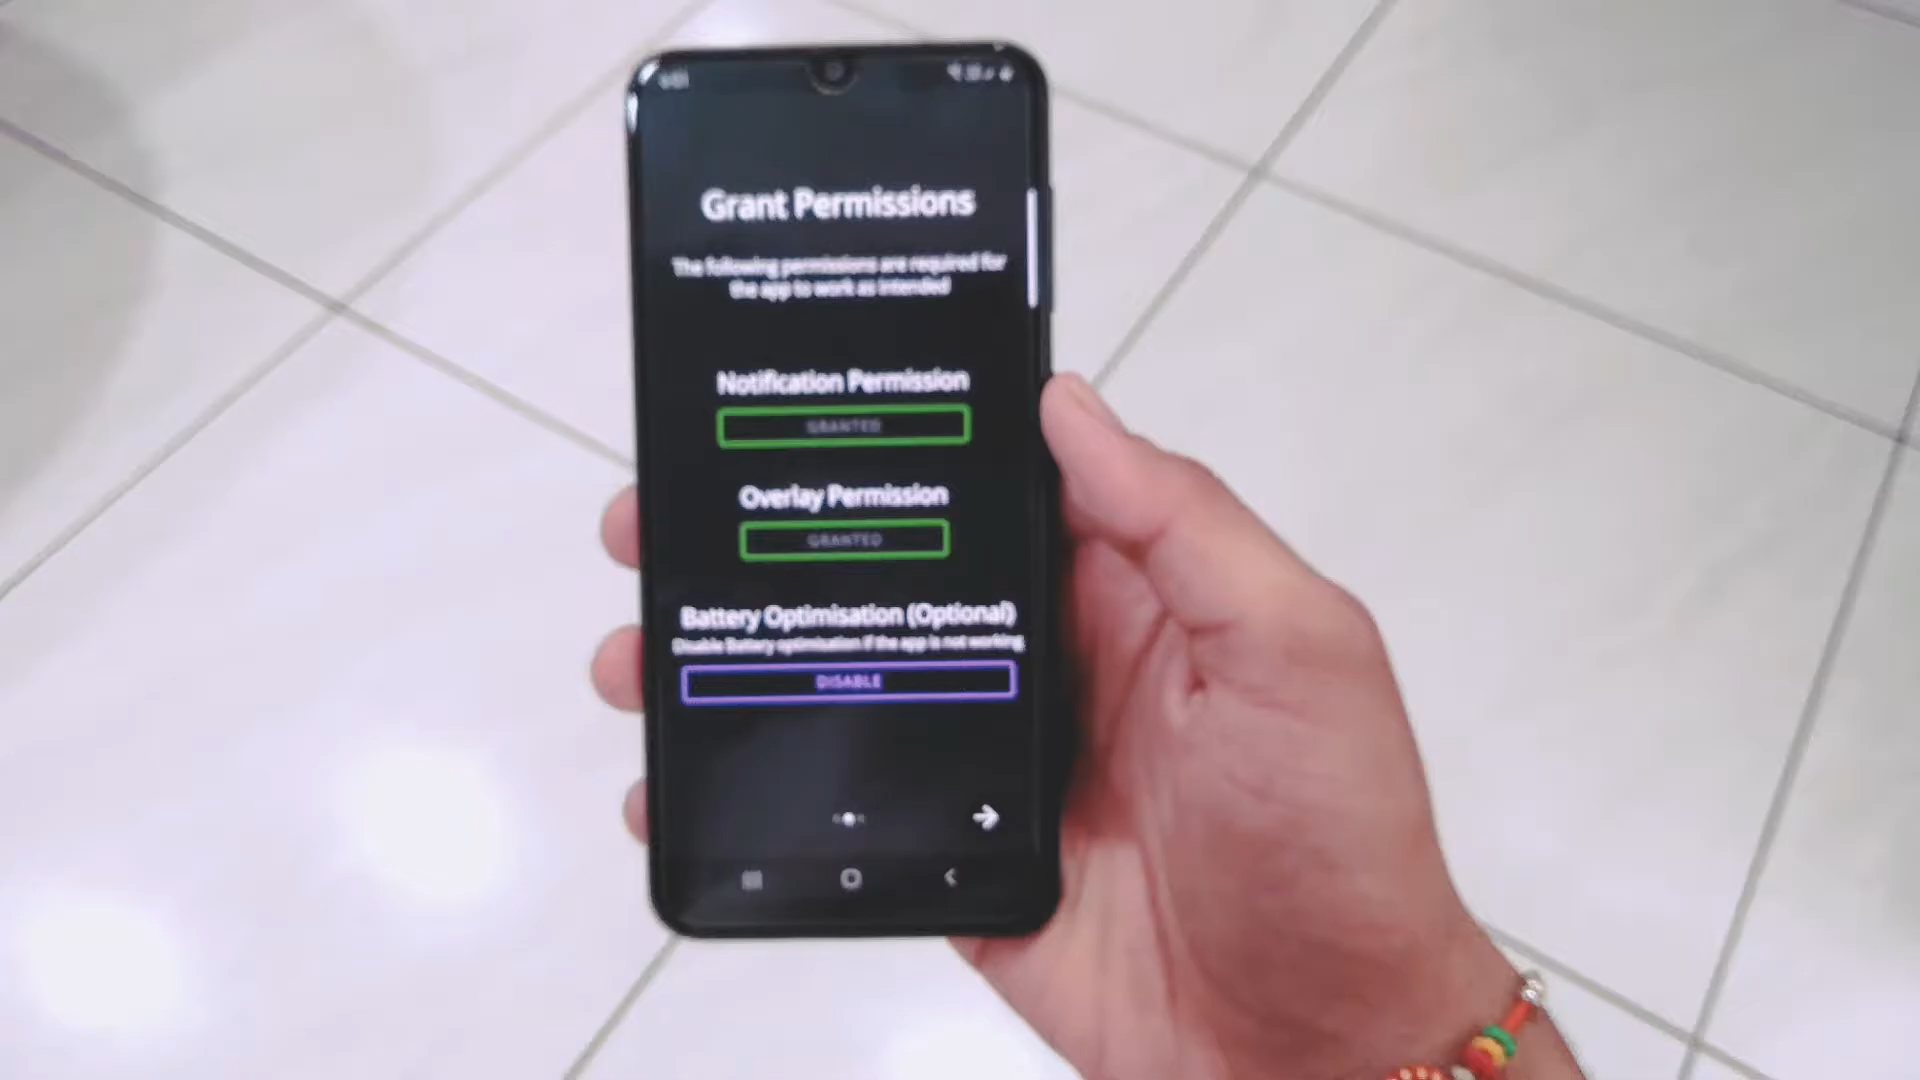 Grant Permissions
The following permissions are required for
the app to work as intended
Notification Permission
GRANTED
Overlay Permission
GRANTED
Battery Optimisation (Optional)
Disable Battery optimisation if the app is not working
DISABLE